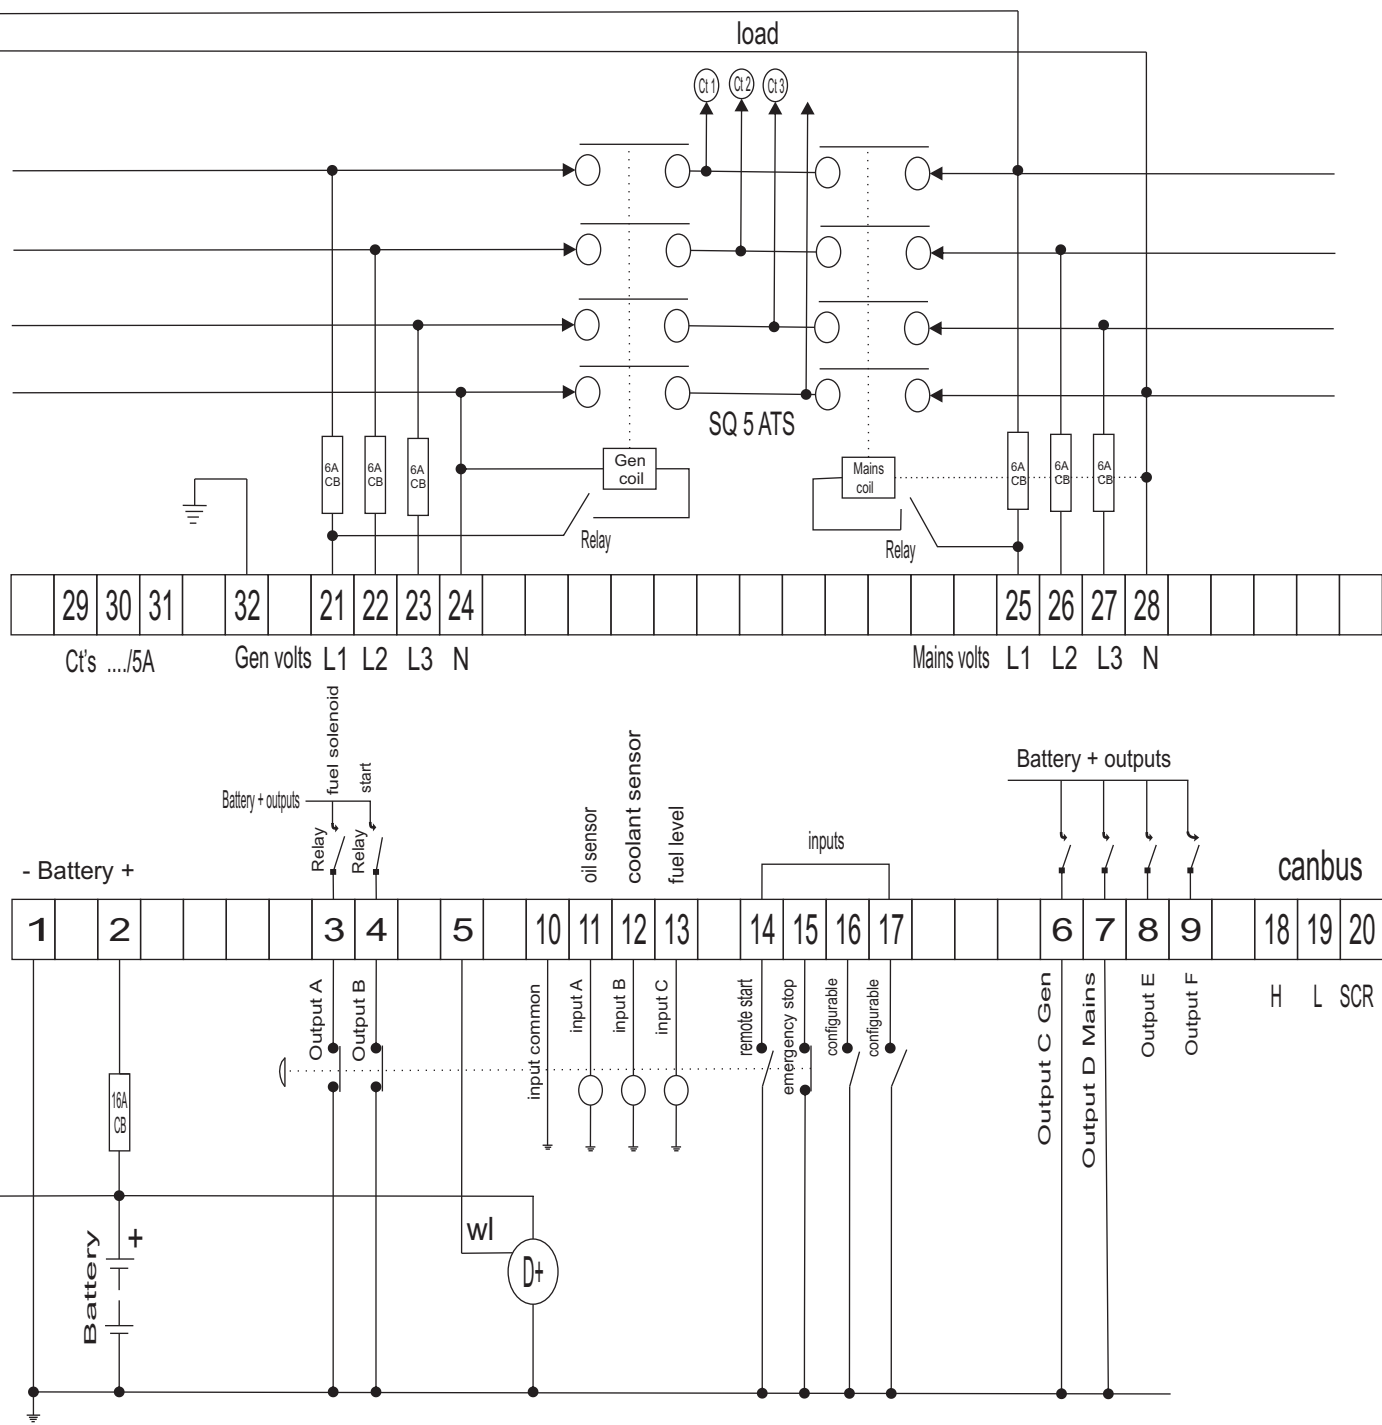 load
Ct 1 Ct 2 Ct 3
SQ 5 ATS
6A CB
6A CB
6A CB
Gen coil
Relay
Mains coil
Relay
6A CB
6A CB
6A CB
29 30 31 32 21 22 23 24 25 26 27 28
Ct's ..../5A Gen volts L1 L2 L3 N Mains volts L1 L2 L3 N
fuel solenoid
start
Battery + outputs
Relay
Relay
oil sensor
coolant sensor
fuel level
inputs
Battery + outputs
- Battery +
canbus
1 2 3 4 5 10 11 12 13 14 15 16 17 6 7 8 9 18 19 20
Output A
Output B
input common
input A
input B
input C
remote start
emergency stop
configurable
configurable
Output C Gen
Output D Mains
Output E
Output F
H L SCR
16A CB
Battery
+
wl
D+